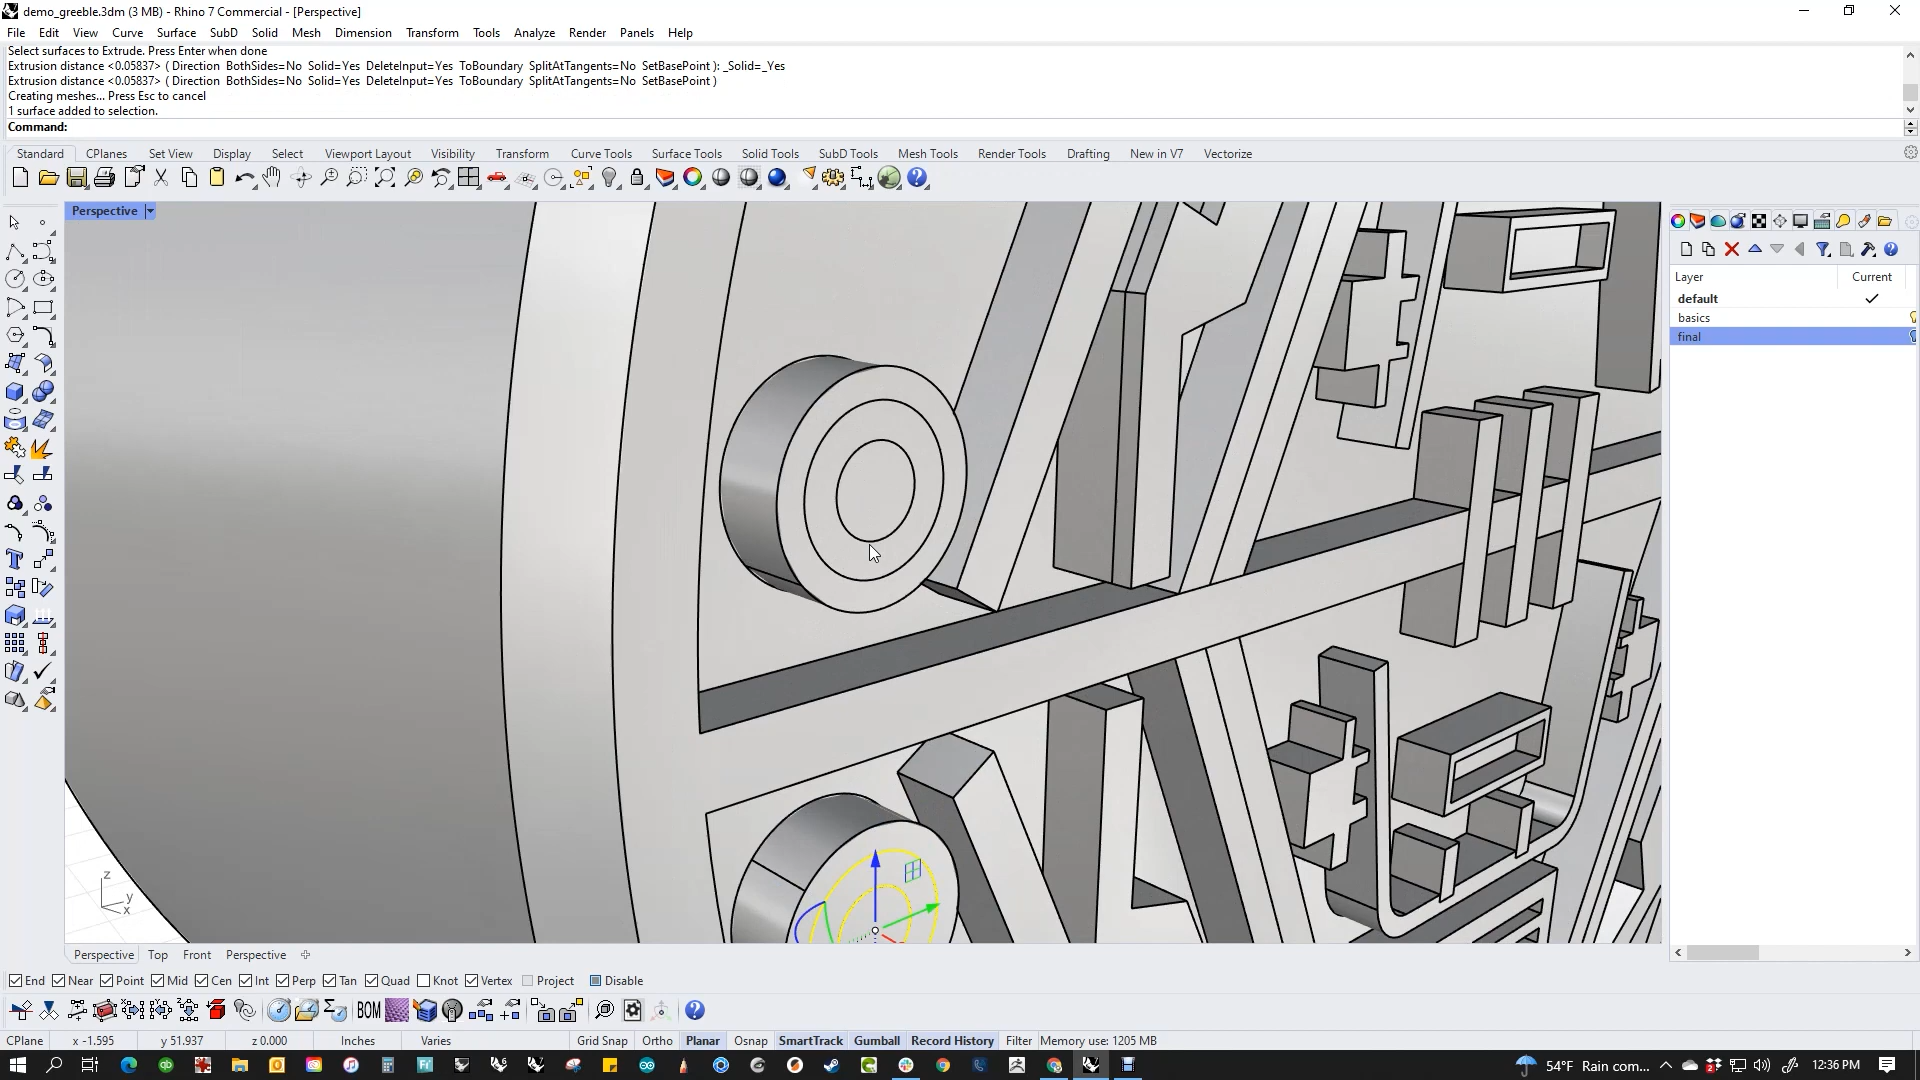 demo_greeble.3dm (3 MB) - Rhino 7 Commercial - [Perspective]
File Edit View Curve Surface SubD Solid Mesh Dimension Transform Tools Analyze Render Panels Help
Select surfaces to Extrude. Press Enter when done
Extrusion distance <0.05837> ( Direction BothSides=No Solid=Yes DeleteInput=Yes ToBoundary SplitAtTangents=No SetBasePoint ): _Solid=_Yes
Extrusion distance <0.05837> ( Direction BothSides=No Solid=Yes DeleteInput=Yes ToBoundary SplitAtTangents=No SetBasePoint )
Creating meshes... Press Esc to cancel
1 surface added to selection.
Command:
Standard CPlanes Set View Display Select Viewport Layout Visibility Transform Curve Tools Surface Tools Solid Tools SubD Tools Mesh Tools Render Tools Drafting New in V7 Vectorize
Perspective
Layer Current
default
basics
final
z
y
x
Perspective Top Front Perspective
End Near Point Mid Cen Int Perp Tan Quad Knot Vertex Project Disable
BOM
CPlane x -1.595 y 51.937 z 0.000 Inches Varies Grid Snap Ortho Planar Osnap SmartTrack Gumball Record History Filter Memory use: 1205 MB
54°F Rain com... 12:36 PM